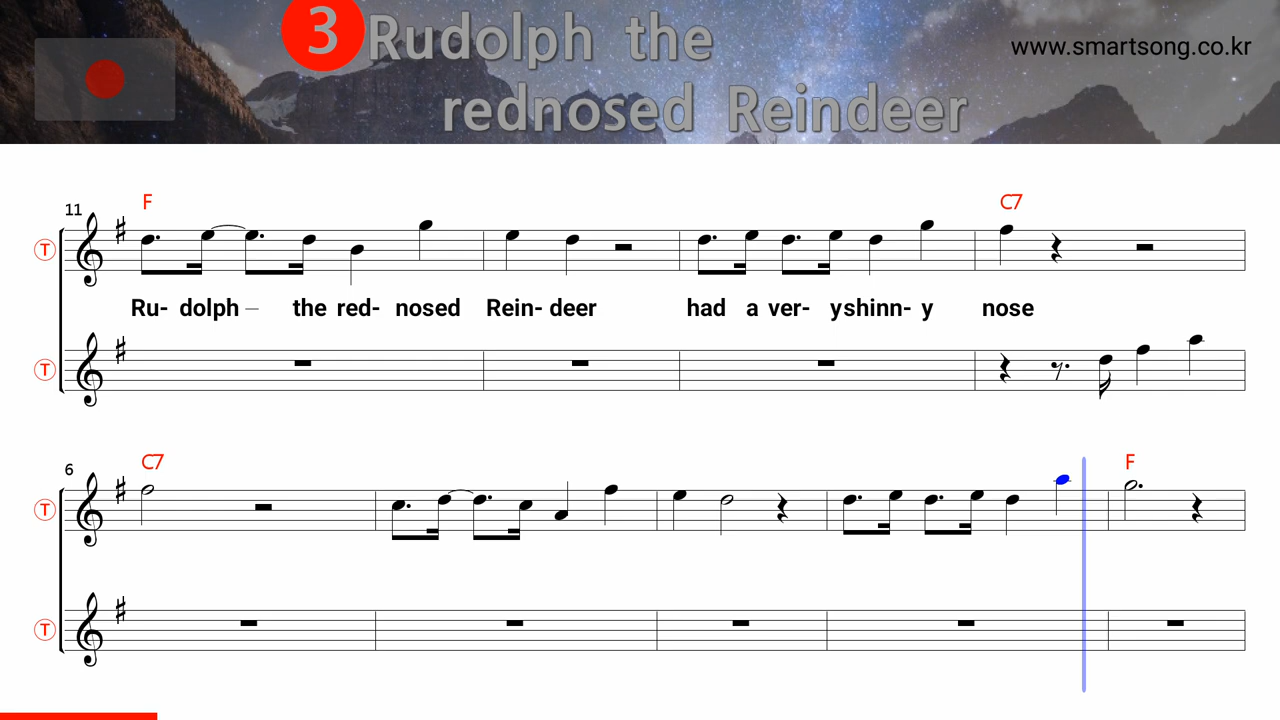 3 Rudolph the
rednosed Reindeer
www.smartsong.co.kr
F C7
11
T
Ru- dolph – the red- nosed Rein- deer had a ver- yshinn- y nose
T
C7 F
6
T
T